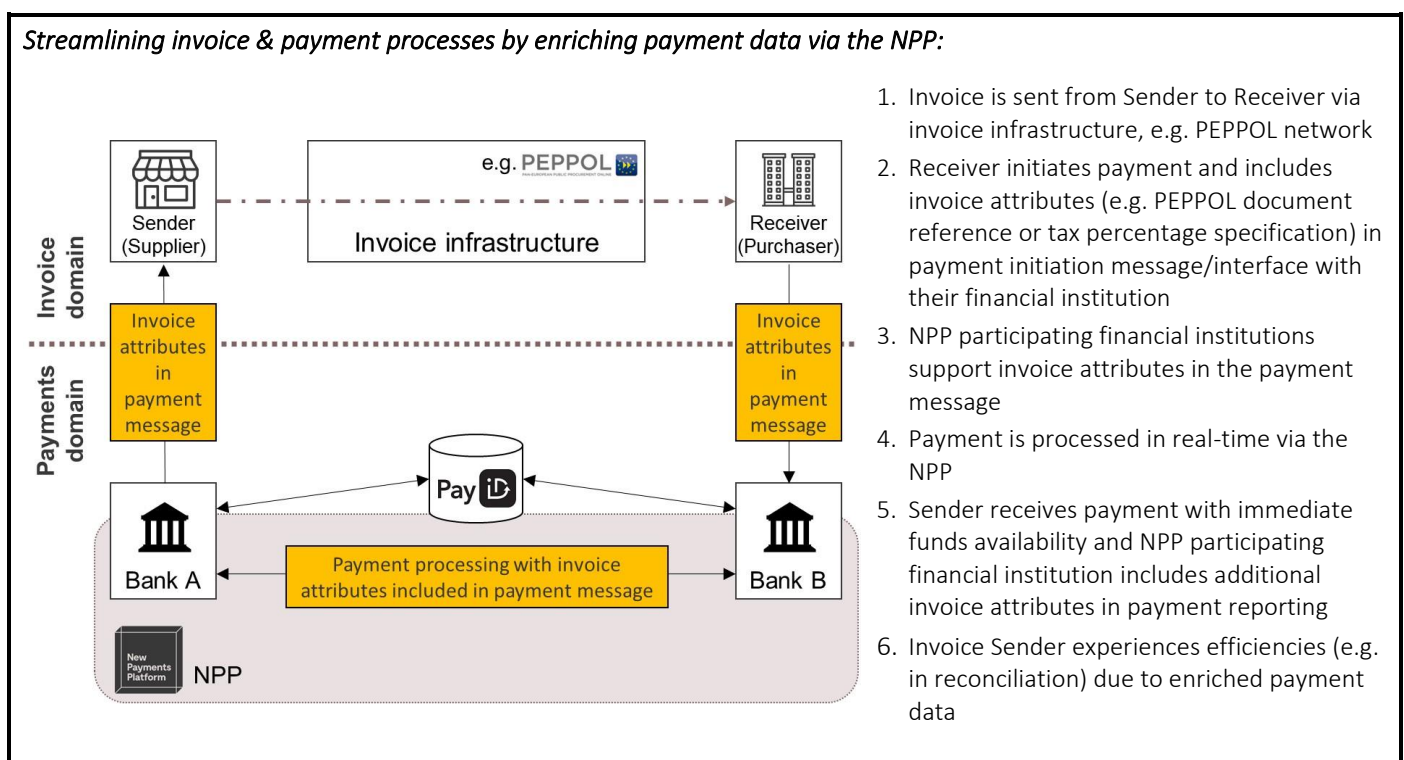 Streamlining invoice & payment processes by enriching payment data via the NPP:
e.g. PEPPOL
PAN-EUROPEAN PUBLIC PROCUREMENT ONLINE
Sender
(Supplier)
Invoice infrastructure
Receiver
(Purchaser)
Invoice
domain
Payments
domain
Invoice
attributes
in
payment
message
Invoice
attributes
in
payment
message
Pay iD
Bank A
Payment processing with invoice
attributes included in payment message
Bank B
New
Payments
Platform
NPP
1. Invoice is sent from Sender to Receiver via
invoice infrastructure, e.g. PEPPOL network
2. Receiver initiates payment and includes
invoice attributes (e.g. PEPPOL document
reference or tax percentage specification) in
payment initiation message/interface with
their financial institution
3. NPP participating financial institutions
support invoice attributes in the payment
message
4. Payment is processed in real-time via the
NPP
5. Sender receives payment with immediate
funds availability and NPP participating
financial institution includes additional
invoice attributes in payment reporting
6. Invoice Sender experiences efficiencies (e.g.
in reconciliation) due to enriched payment
data